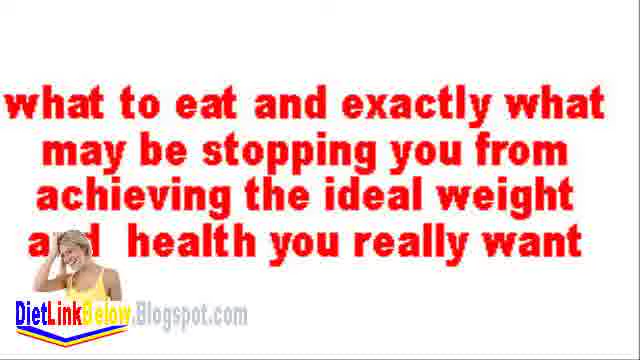 what to eat and exactly what
may be stopping you from
achieving the ideal weight
and health you really want
DietLinkBelow.Blogspot.com